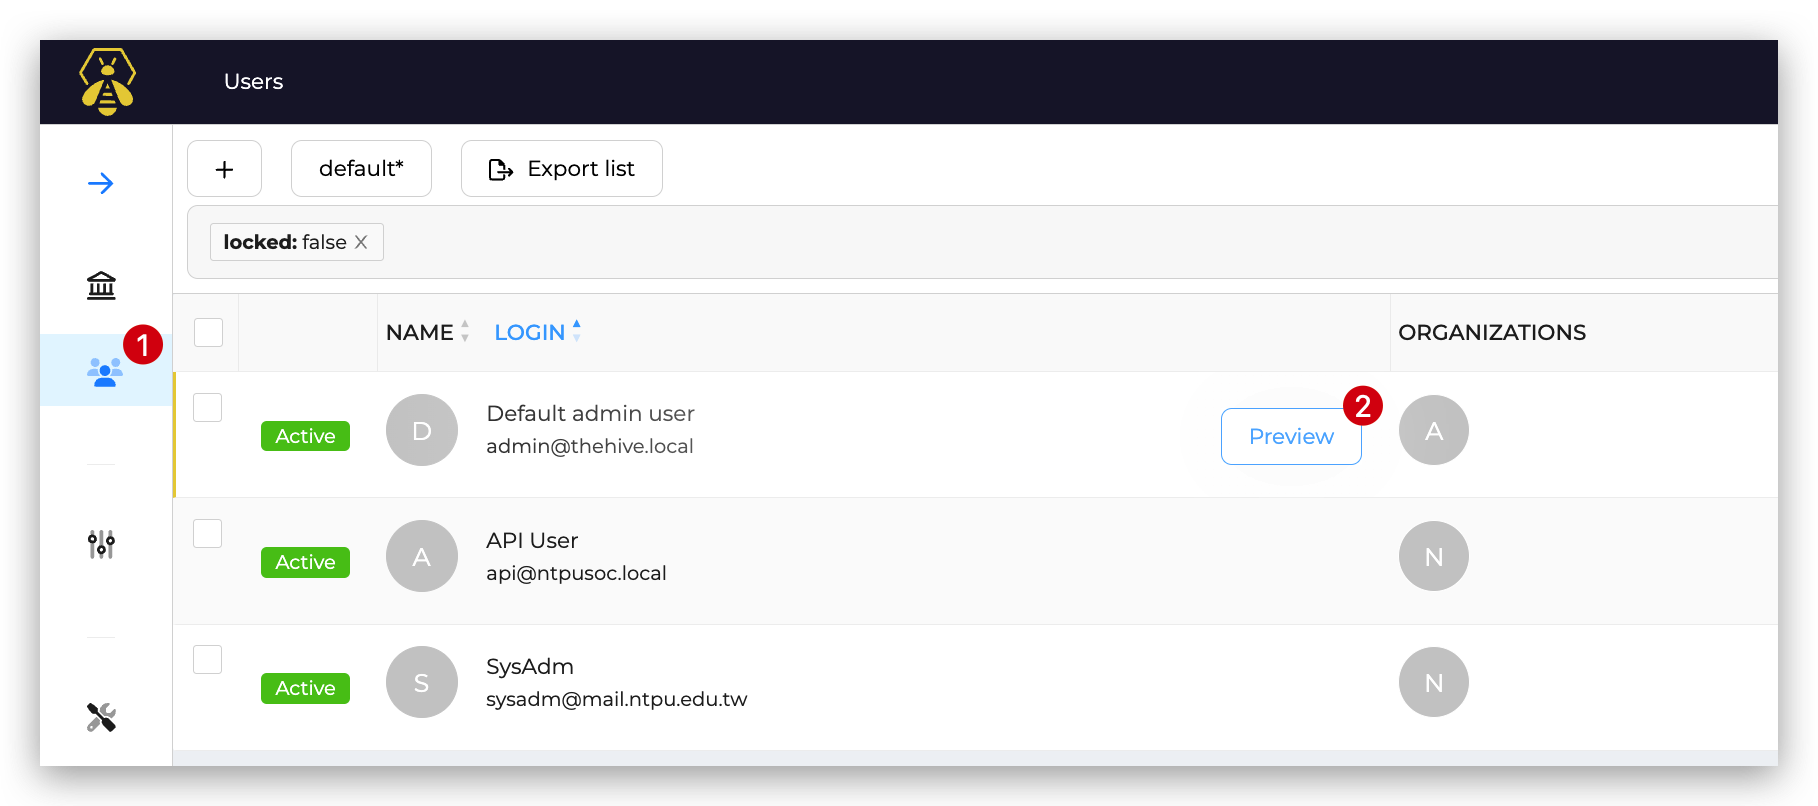 Users
+ default* Export list
locked: false X
1
NAME LOGIN ORGANIZATIONS
Default admin user
2
Active D Preview A
admin@thehive.local
API User
Active A N
api@ntpusoc.local
SysAdm
Active S N
sysadm@mail.ntpu.edu.tw